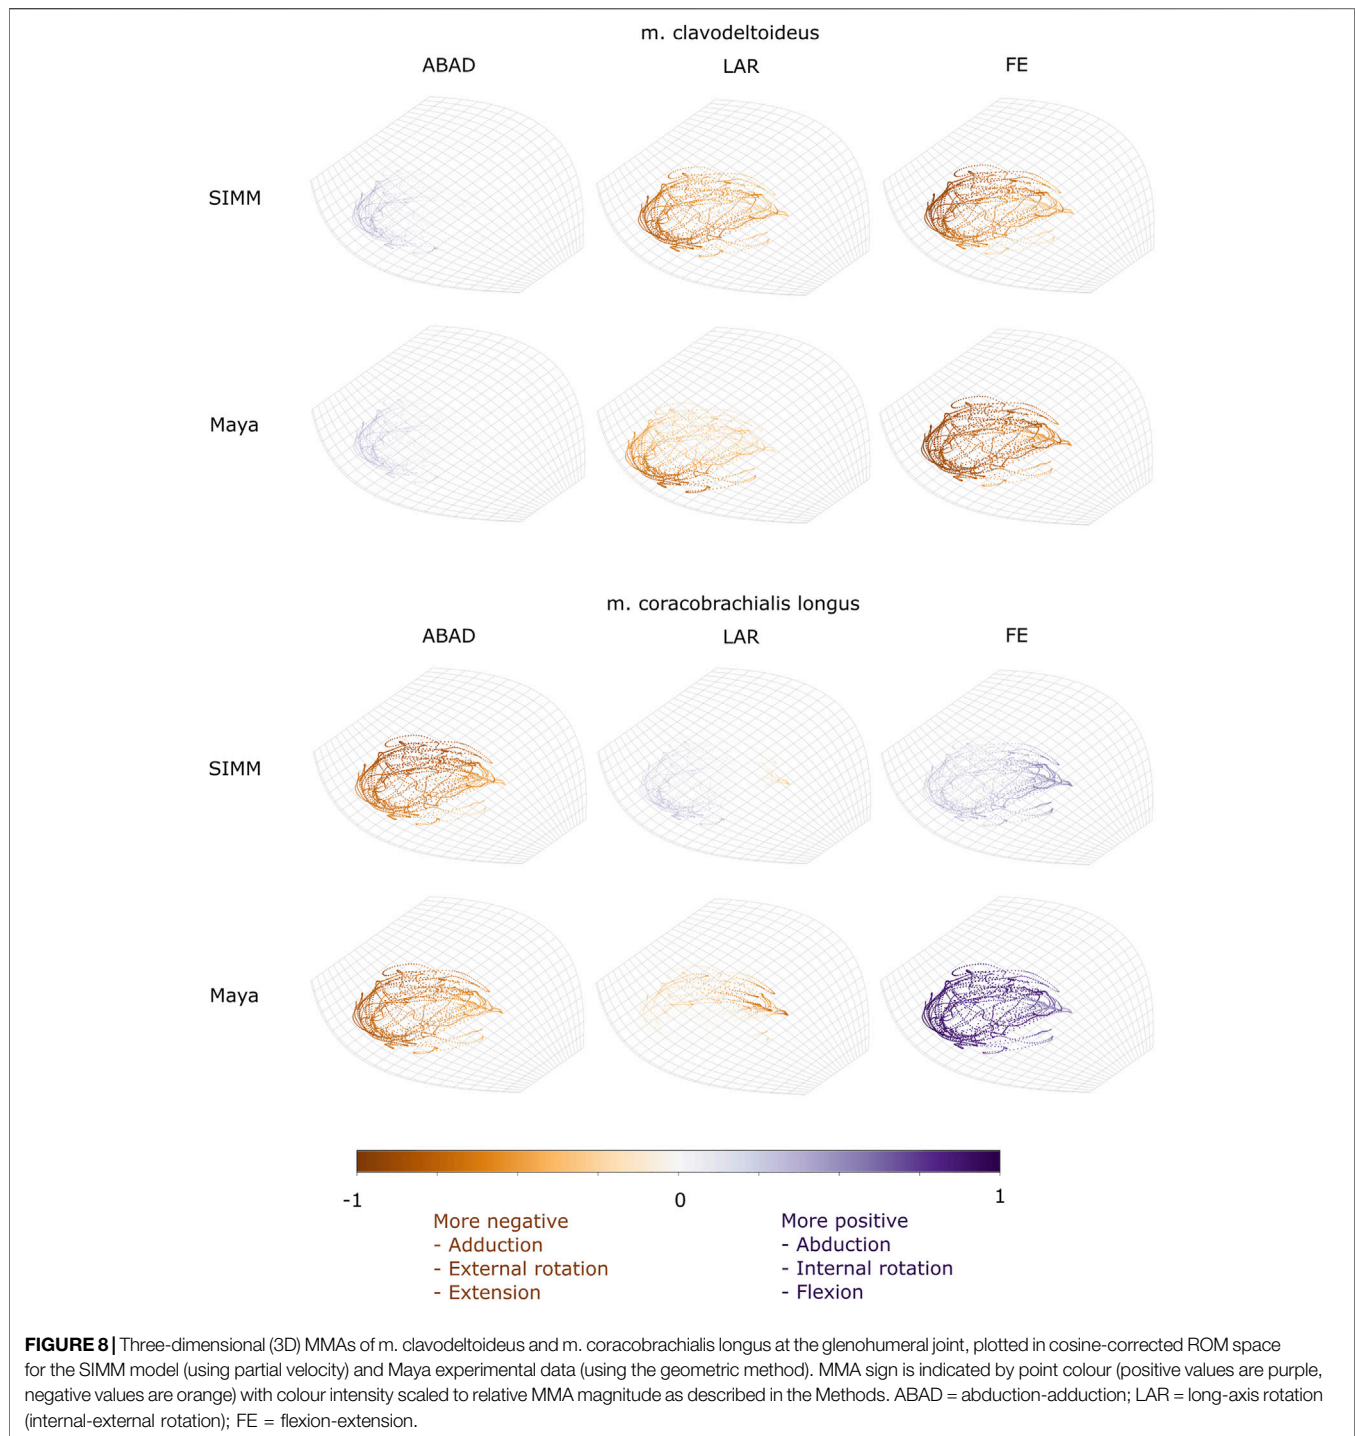 m. clavodeltoideus
ABAD LAR FE
SIMM
Maya
m. coracobrachialis longus
ABAD LAR FE
SIMM
Maya
-1 0 1
More negative
- Adduction
- External rotation
- Extension
More positive
- Abduction
- Internal rotation
- Flexion
FIGURE 8 | Three-dimensional (3D) MMAs of m. clavodeltoideus and m. coracobrachialis longus at the glenohumeral joint, plotted in cosine-corrected ROM space
for the SIMM model (using partial velocity) and Maya experimental data (using the geometric method). MMA sign is indicated by point colour (positive values are purple,
negative values are orange) with colour intensity scaled to relative MMA magnitude as described in the Methods. ABAD = abduction-adduction; LAR = long-axis rotation
(internal-external rotation); FE = flexion-extension.